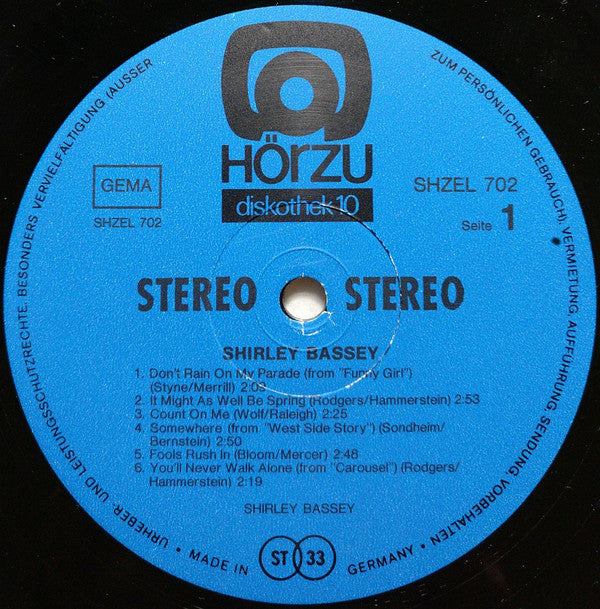 HÖRZU
diskothek 10
GEMA
SHZEL 702
SHZEL 702
Seite 1
STEREO STEREO
SHIRLEY BASSEY
1. Don't Rain On My Parade (from "Funny Girl")
(Styne/Merrill) 2:09
2. It Might As Well Be Spring (Rodgers/Hammerstein) 2:53
3. Count On Me (Wolf/Raleigh) 2:25
4. Somewhere (from "West Side Story") (Sondheim/
Bernstein) 2:50
5. Fools Rush In (Bloom/Mercer) 2:48
6. You'll Never Walk Alone (from "Carousel") (Rodgers/
Hammerstein) 2:19
SHIRLEY BASSEY
URHEBER- UND LEISTUNGSSCHUTZRECHTE, BESONDERS VERVIELFÄLTIGUNG (AUSSER
ZUM PERSÖNLICHEN GEBRAUCH), VERMIETUNG, AUFFÜHRUNG, SENDUNG, VORBEHALTEN
• MADE IN ST 33 GERMANY •